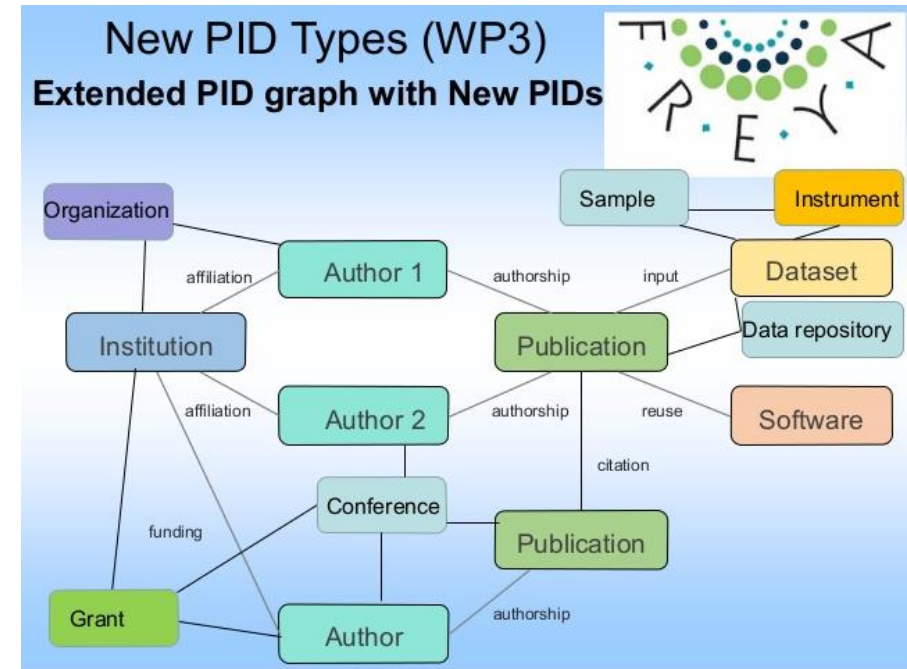 New PID Types (WP3)
Extended PID graph with New PIDs
FREYA
Organization
Sample
Instrument
affiliation
Author 1
authorship
input
Dataset
Institution
Publication
Data repository
affiliation
Author 2
authorship
reuse
Software
citation
Conference
funding
Publication
Grant
Author
authorship